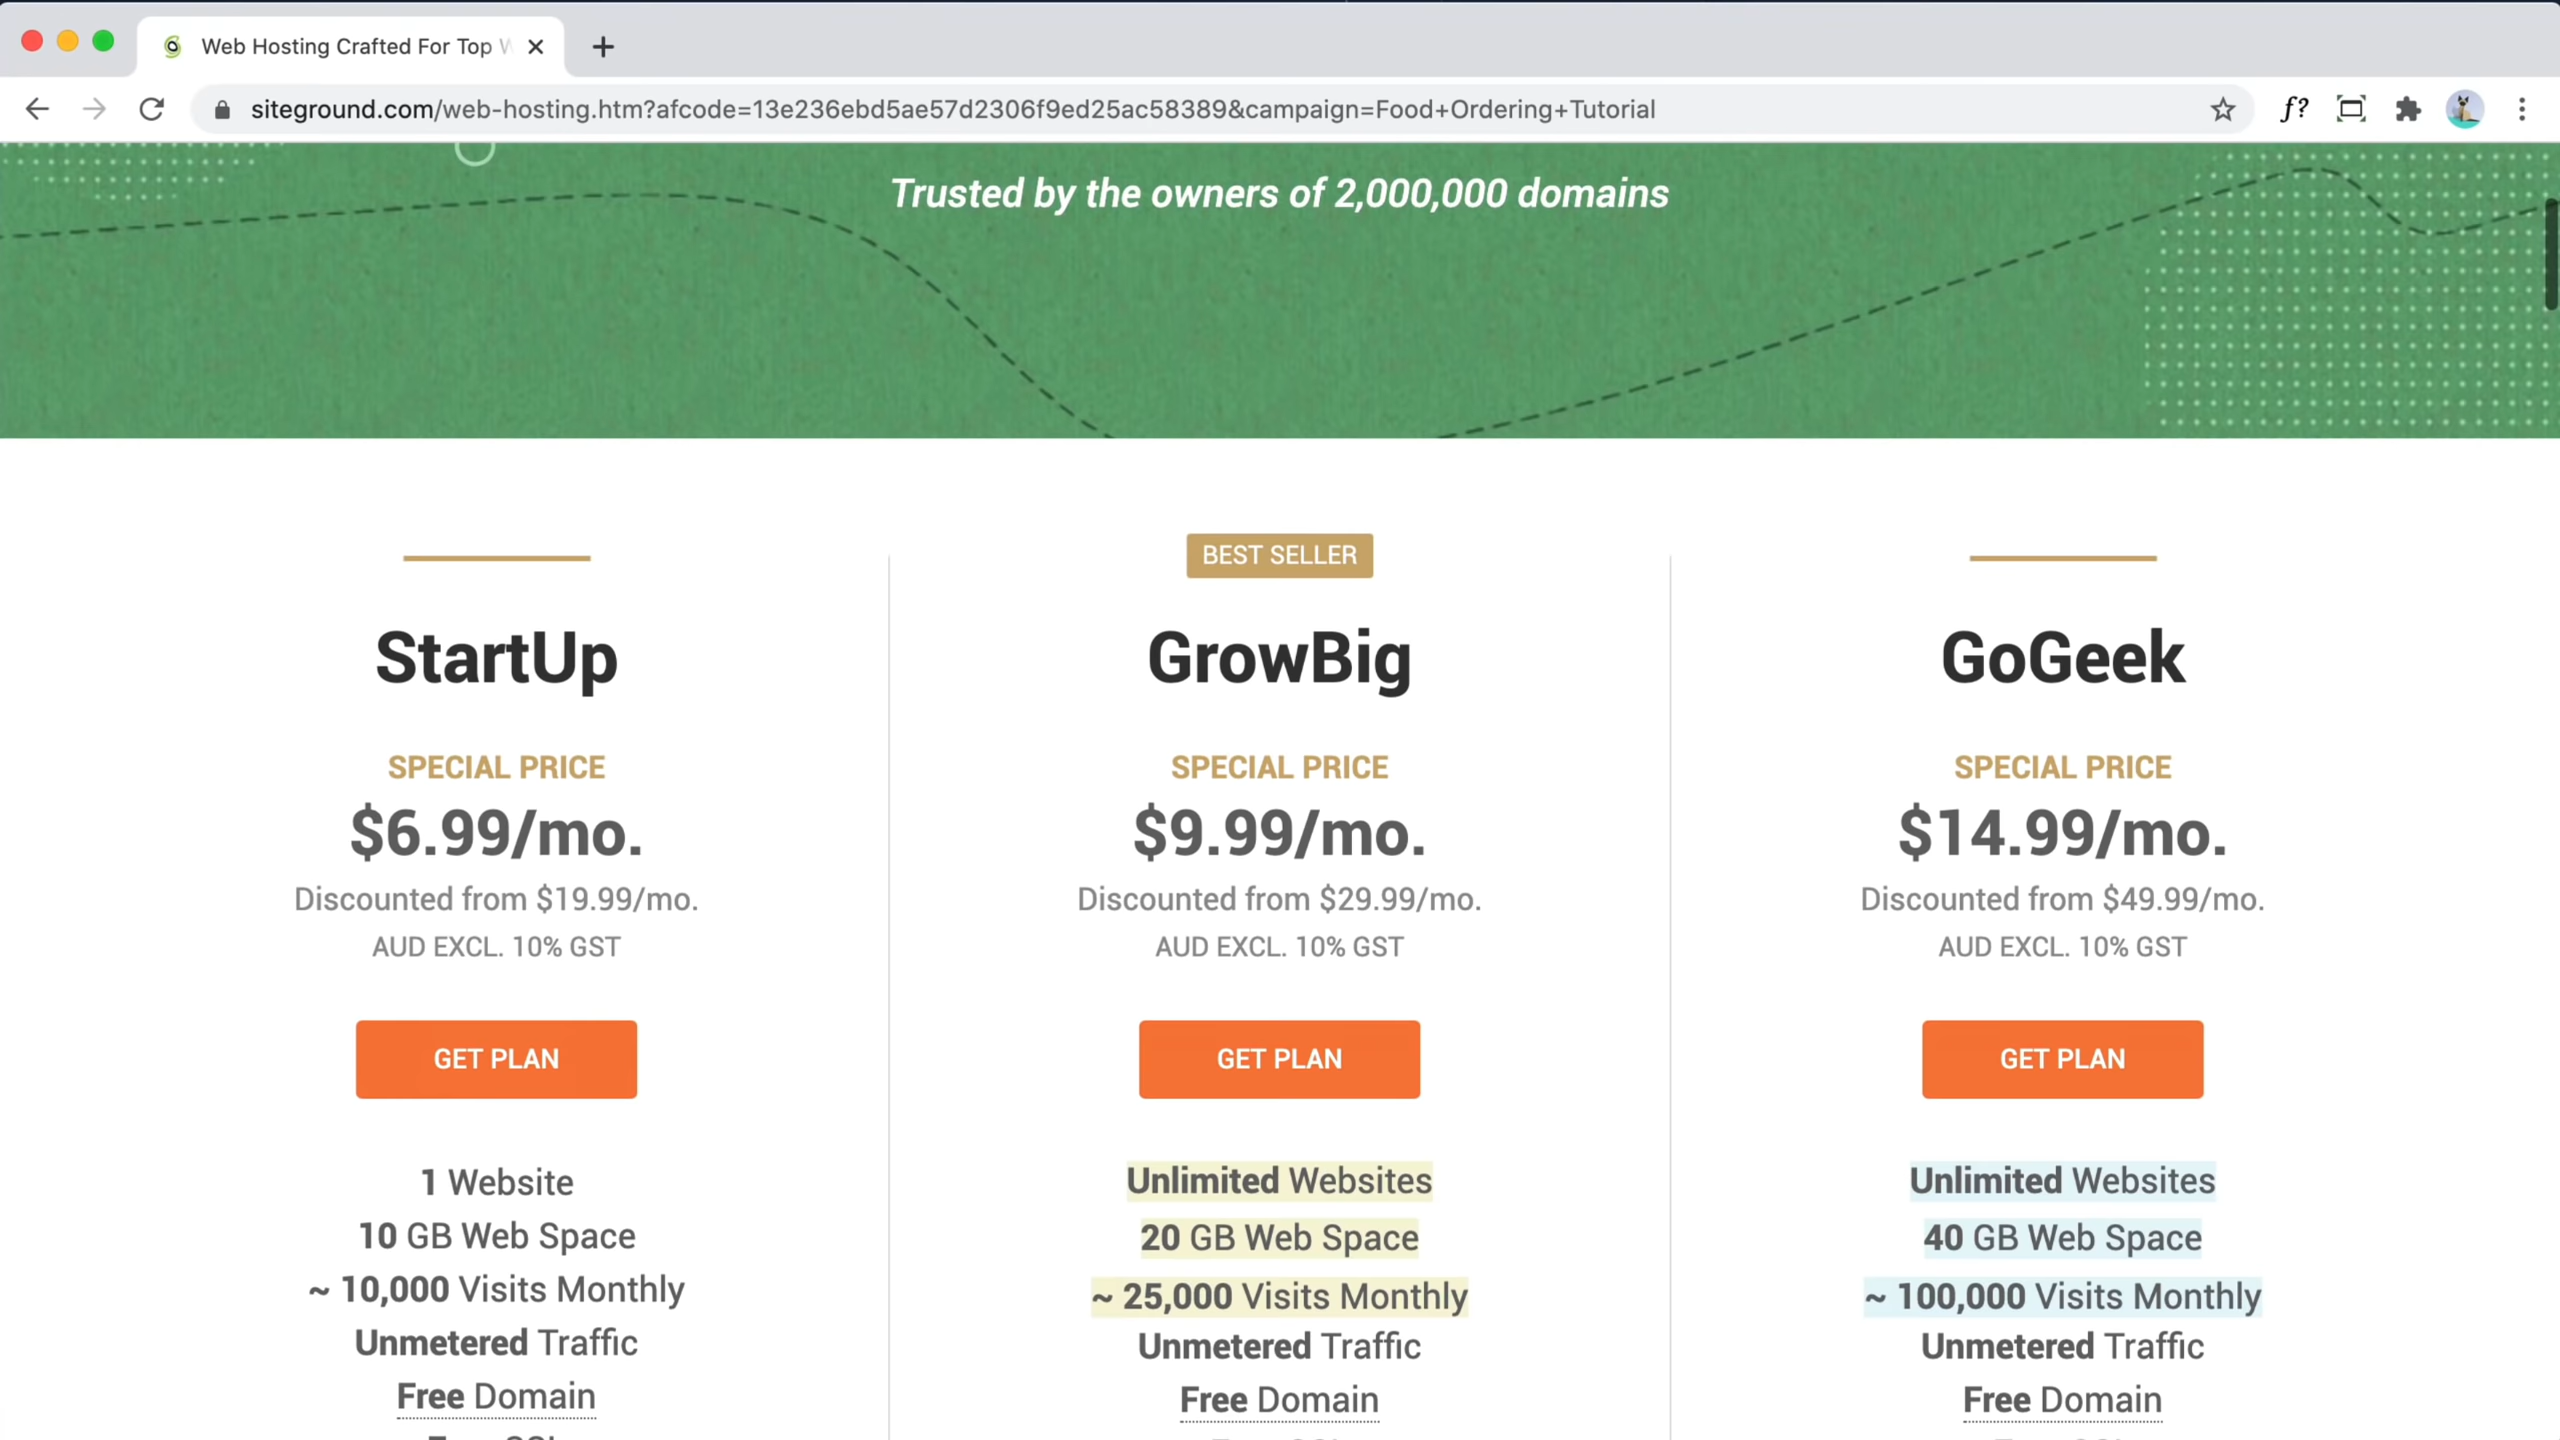 Web Hosting Crafted For Top
siteground.com/web-hosting.htm?afcode=13e236ebd5ae57d2306f9ed25ac58389&campaign=Food+Ordering+Tutorial
f?
Trusted by the owners of 2,000,000 domains
StartUp
SPECIAL PRICE
$6.99/mo.
Discounted from $19.99/mo.
AUD EXCL. 10% GST
GET PLAN
1 Website
10 GB Web Space
~ 10,000 Visits Monthly
Unmetered Traffic
Free Domain
BEST SELLER
GrowBig
SPECIAL PRICE
$9.99/mo.
Discounted from $29.99/mo.
AUD EXCL. 10% GST
GET PLAN
Unlimited Websites
20 GB Web Space
~ 25,000 Visits Monthly
Unmetered Traffic
Free Domain
GoGeek
SPECIAL PRICE
$14.99/mo.
Discounted from $49.99/mo.
AUD EXCL. 10% GST
GET PLAN
Unlimited Websites
40 GB Web Space
~ 100,000 Visits Monthly
Unmetered Traffic
Free Domain